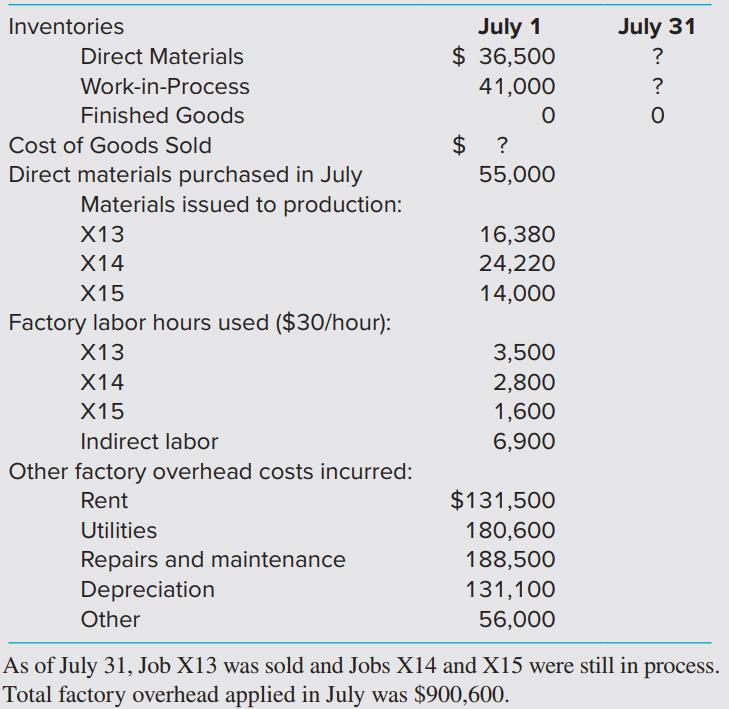 Inventories July 1 July 31
Direct Materials $ 36,500 ?
Work-in-Process 41,000 ?
Finished Goods 0 0
Cost of Goods Sold $ ?
Direct materials purchased in July 55,000
Materials issued to production:
X13 16,380
X14 24,220
X15 14,000
Factory labor hours used ($30/hour):
X13 3,500
X14 2,800
X15 1,600
Indirect labor 6,900
Other factory overhead costs incurred:
Rent $131,500
Utilities 180,600
Repairs and maintenance 188,500
Depreciation 131,100
Other 56,000
As of July 31, Job X13 was sold and Jobs X14 and X15 were still in process.
Total factory overhead applied in July was $900,600.